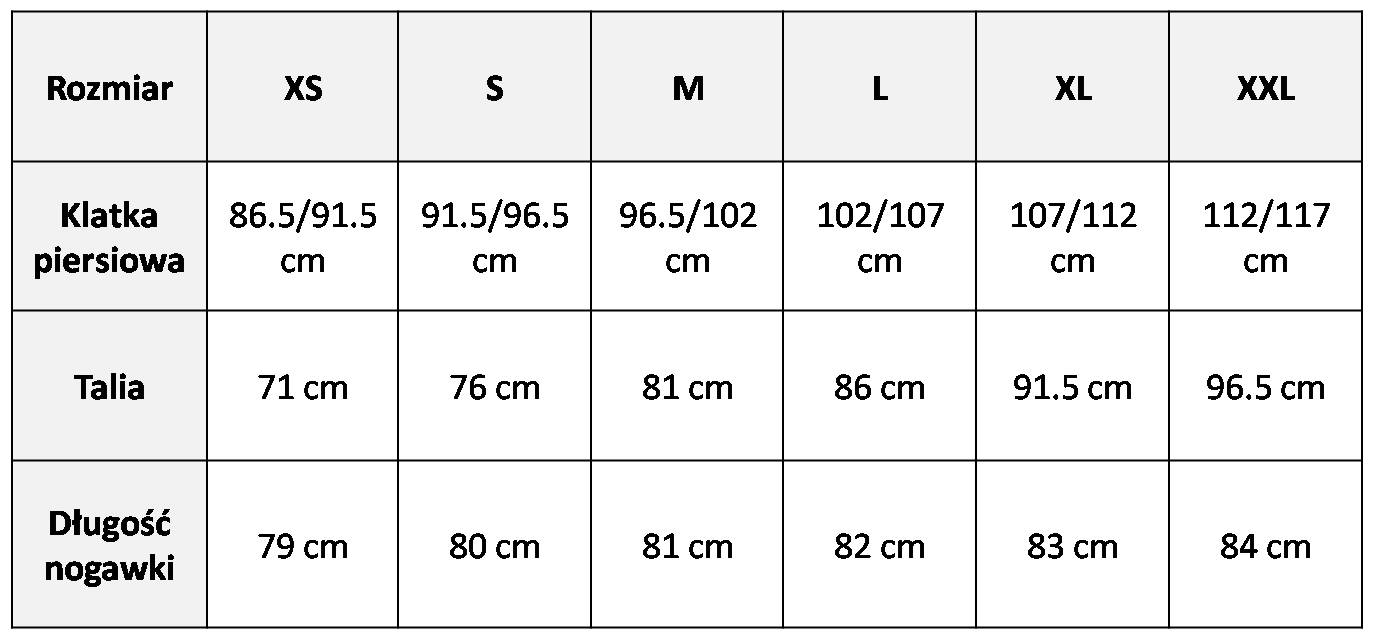 Rozmiar XS S M L XL XXL
Klatka piersiowa 86.5/91.5 cm 91.5/96.5 cm 96.5/102 cm 102/107 cm 107/112 cm 112/117 cm
Talia 71 cm 76 cm 81 cm 86 cm 91.5 cm 96.5 cm
Długość nogawki 79 cm 80 cm 81 cm 82 cm 83 cm 84 cm